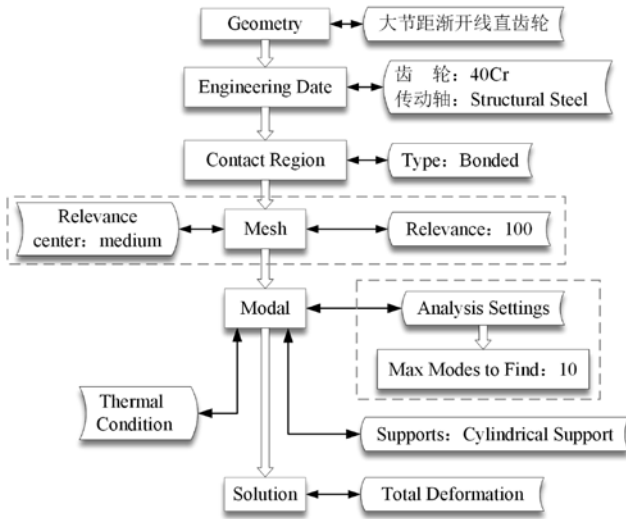 Geometry
大节距渐开线直齿轮
Engineering Date
齿 轮：40Cr
传动轴：Structural Steel
Contact Region
Type：Bonded
Relevance
center：medium
Mesh
Relevance：100
Modal
Analysis Settings
Max Modes to Find：10
Thermal
Condition
Supports：Cylindrical Support
Solution
Total Deformation